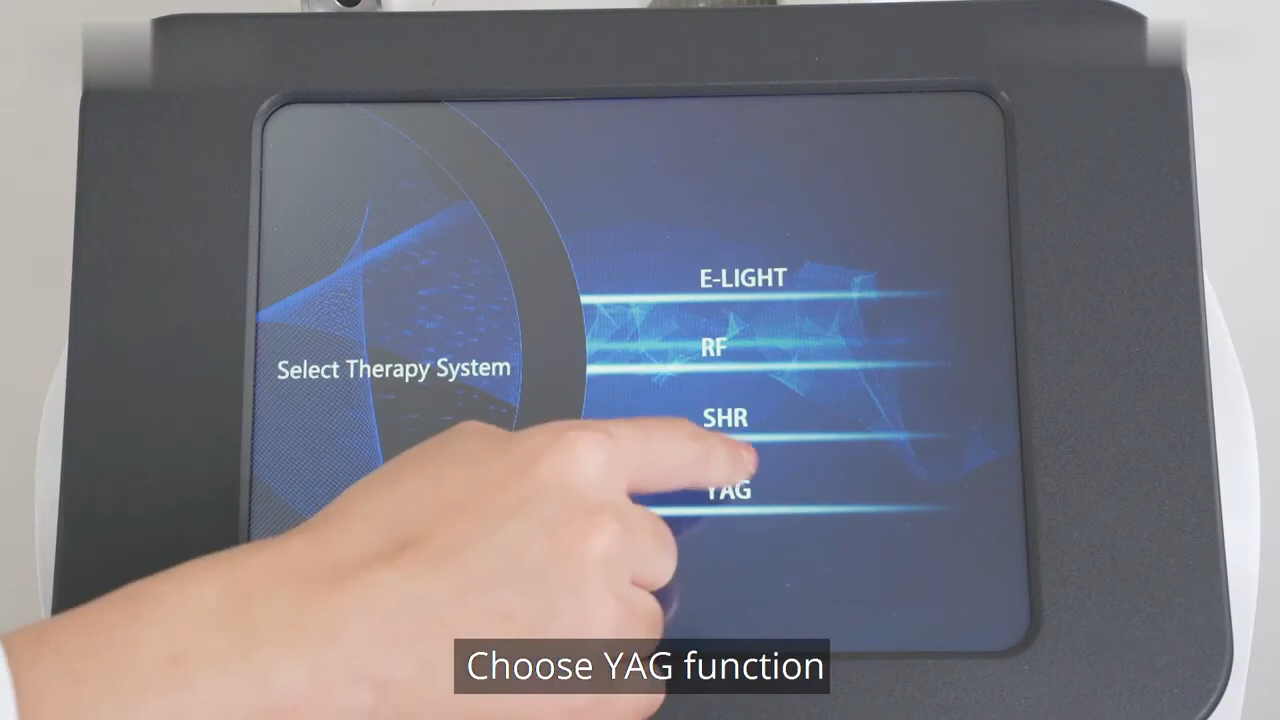 E-LIGHT
RF
Select Therapy System
SHR
YAG
Choose YAG function